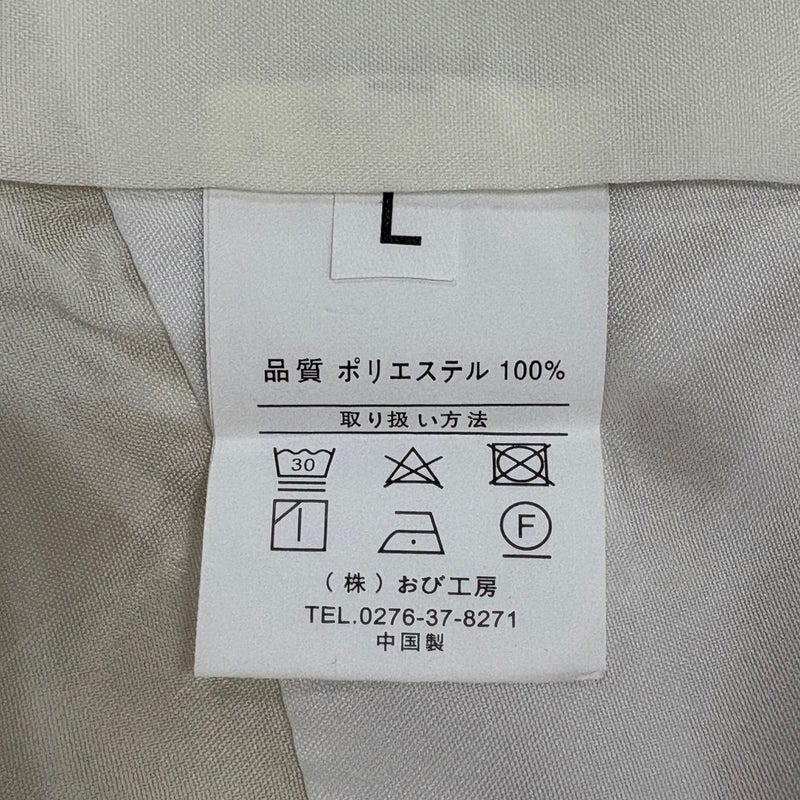 L
品質 ポリエステル 100%
取り扱い方法
30
F
(株)おび工房
TEL.0276-37-8271
中国製